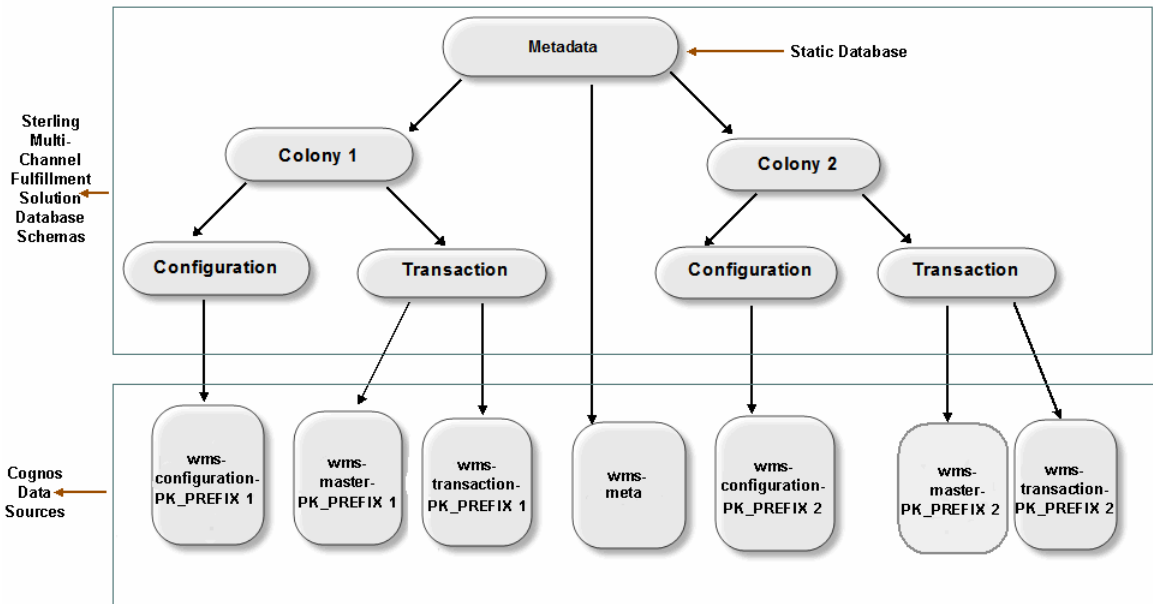 Metadata
Static Database
Sterling
Multi-
Channel
Fulfillment
Solution
Database
Schemas
Colony 1
Colony 2
Configuration
Transaction
Configuration
Transaction
Cognos
Data
Sources
wms-
configuration-
PK_PREFIX 1
wms-
master-
PK_PREFIX 1
wms-
transaction-
PK_PREFIX 1
wms-
meta
wms-
configuration-
PK_PREFIX 2
wms-
master-
PK_PREFIX 2
wms-
transaction-
PK_PREFIX 2